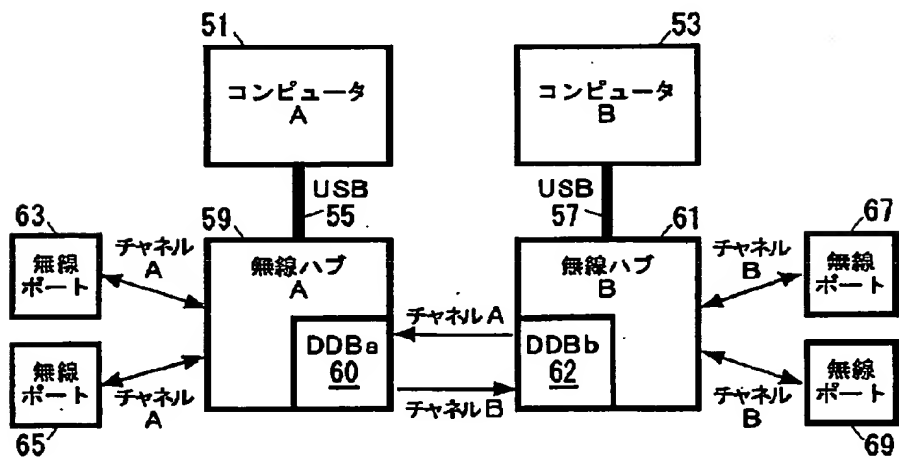 51
コンピュータ
A
53
コンピュータ
B
USB
55
USB
57
63
無線
ポート
チャネル
A
59
無線ハブ
A
DDBa
60
チャネルA
チャネルB
61
無線ハブ
B
DDBb
62
67
無線
ポート
チャネル
B
65
無線
ポート
チャネル
A
69
無線
ポート
チャネル
B